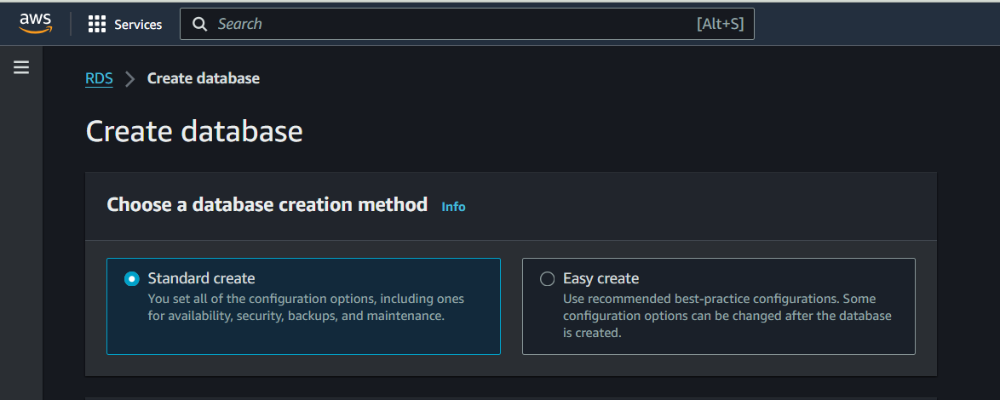 aws
Services
Search
[Alt+S]
RDS
Create database
Create database
Choose a database creation method Info
Standard create
You set all of the configuration options, including ones
for availability, security, backups, and maintenance.
Easy create
Use recommended best-practice configurations. Some
configuration options can be changed after the database
is created.